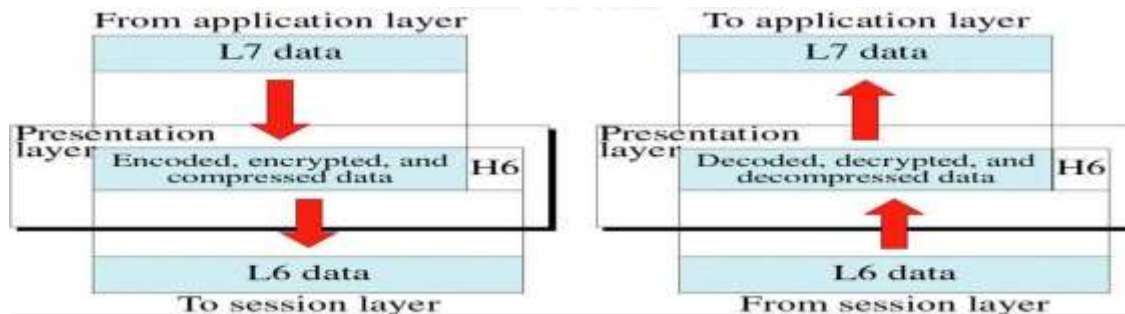 From application layer
L7 data
Presentation
layer
Encoded, encrypted, and
compressed data
H6
L6 data
To session layer
To application layer
L7 data
Presentation
layer
Decoded, decrypted, and
decompressed data
H6
L6 data
From session layer